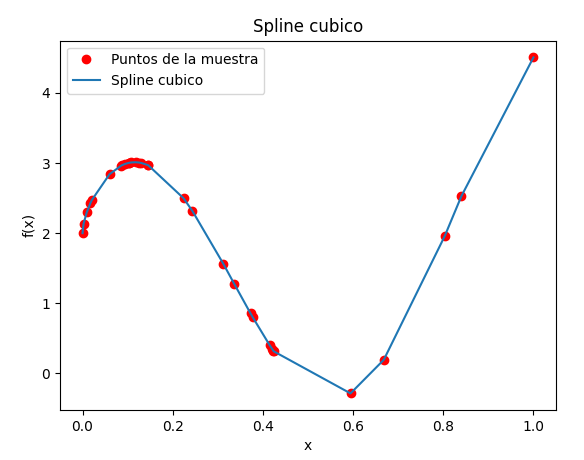 Spline cubico
Puntos de la muestra
Spline cubico
f(x)
4
3
2
1
0
0.0 0.2 0.4 0.6 0.8 1.0
x